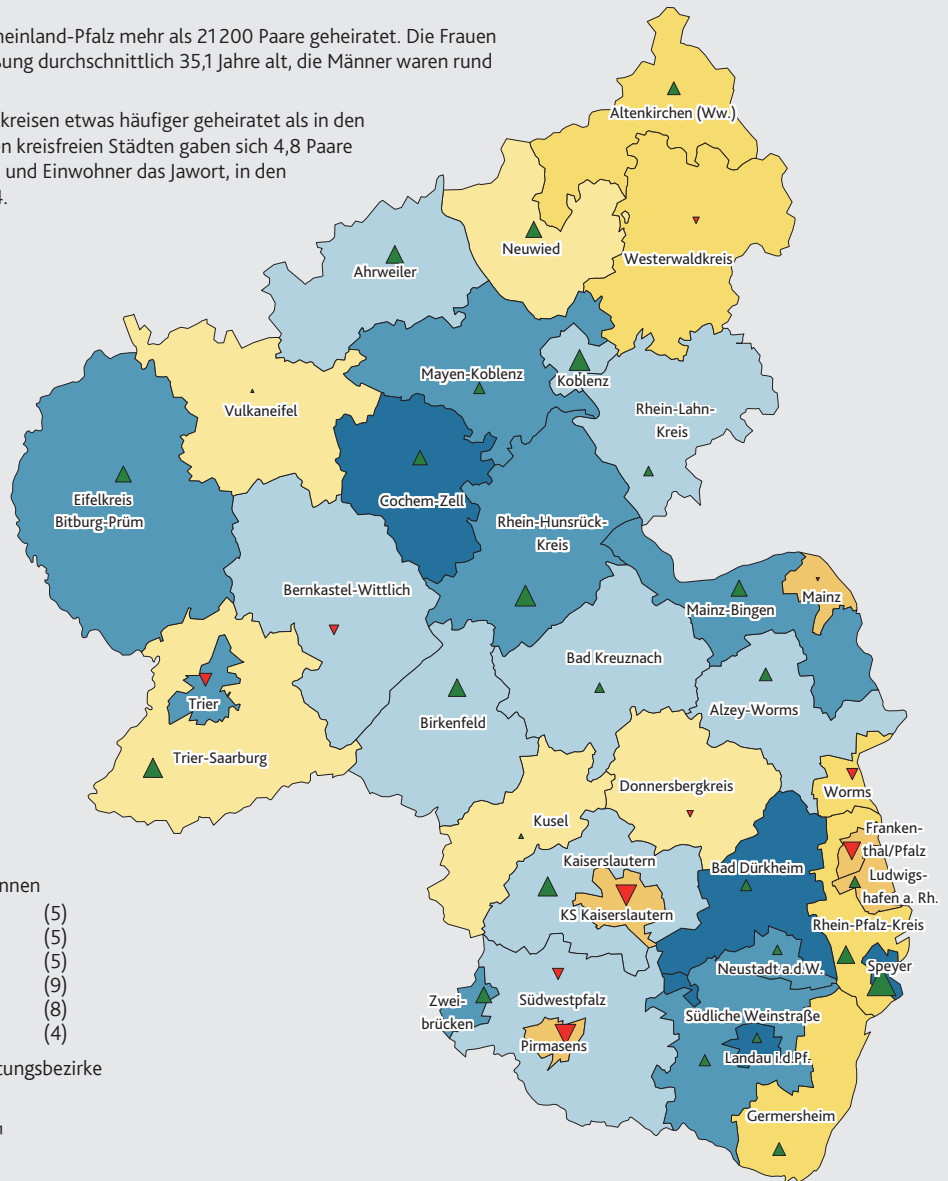 heinland-Pfalz mehr als 21200 Paare geheiratet. Die Frauen
sung durchschnittlich 35,1 Jahre alt, die Männer waren rund
kreisen etwas häufiger geheiratet als in den
en kreisfreien Städten gaben sich 4,8 Paare
und Einwohner das Jawort, in den
4.
Altenkirchen (Ww.)
Neuwied
Westerwaldkreis
Ahrweiler
Mayen-Koblenz
Koblenz
Vulkaneifel
Rhein-Lahn-
Kreis
Cochem-Zell
Eifelkreis
Bitburg-Prüm
Rhein-Hunsrück-
Kreis
Bernkastel-Wittlich
Mainz-Bingen
Mainz
Bad Kreuznach
Trier
Birkenfeld
Alzey-Worms
Trier-Saarburg
Donnersbergkreis
Worms
Kusel
Franken-
thal/Pfalz
Kaiserslautern
Bad Dürkheim
Ludwigs-
hafen a. Rh.
KS Kaiserslautern
Rhein-Pfalz-Kreis
Neustadt a.d.W.
Speyer
Zwei-
brücken
Südwestpfalz
Südliche Weinstraße
Pirmasens
Landau i.d.Pf.
Germersheim
nnen
(5)
(5)
(5)
(9)
(8)
(4)
tungsbezirke